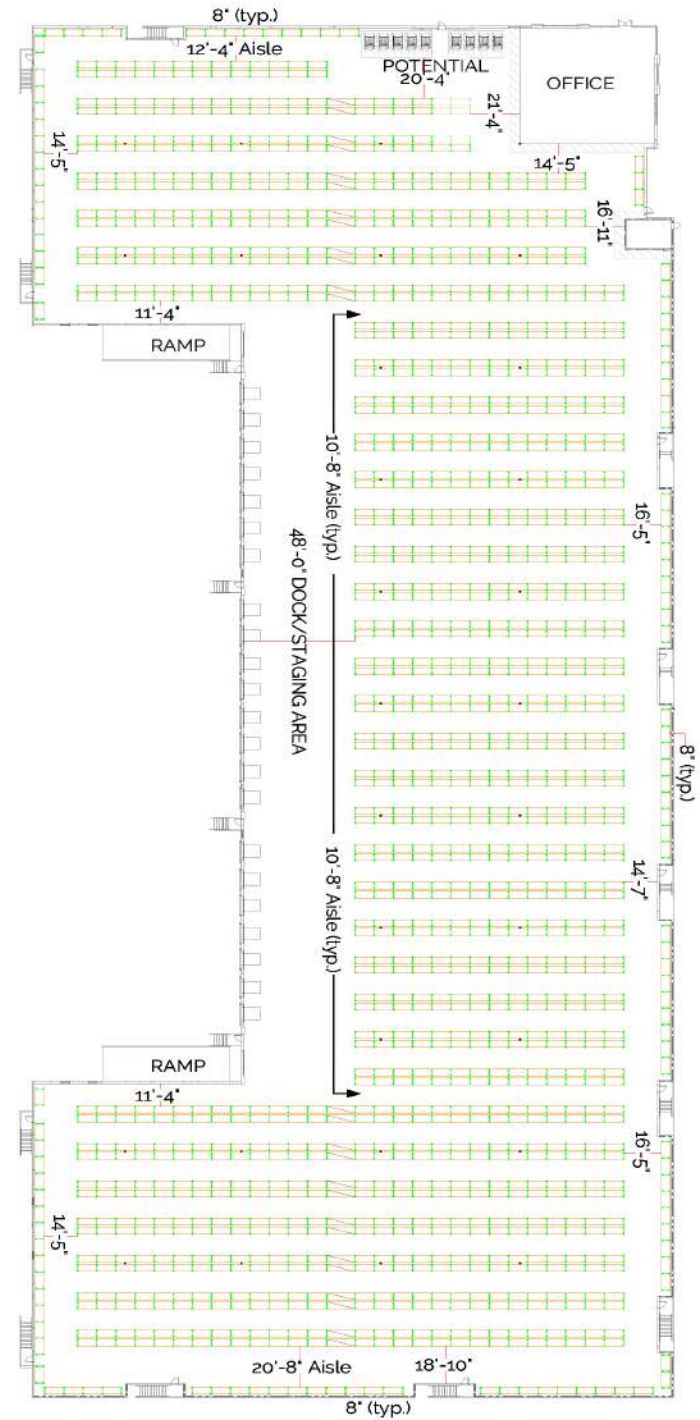 8" (typ.)
12'-4" Aisle
POTENTIAL
20'-4"
OFFICE
21'-4"
14'-5"
14'-5"
16'-11"
11'-4"
RAMP
10'-8" Aisle (typ.)
16'-5"
48'-0" DOCK/STAGING AREA
8" (typ.)
10'-8" Aisle (typ.)
14'-7"
RAMP
11'-4"
16'-5"
14'-5"
20'-8" Aisle
18'-10"
8" (typ.)